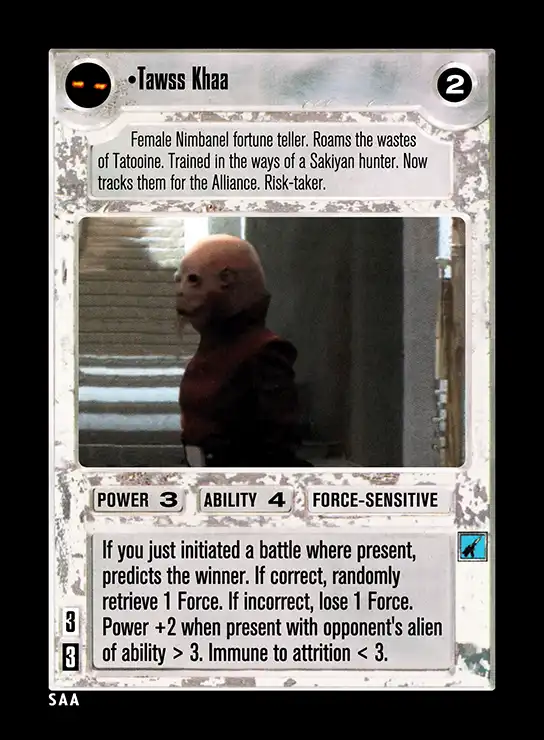 •Tawss Khaa
2
Female Nimbanel fortune teller. Roams the wastes
of Tatooine. Trained in the ways of a Sakiyan hunter. Now
tracks them for the Alliance. Risk-taker.
POWER 3
ABILITY 4
FORCE-SENSITIVE
If you just initiated a battle where present,
predicts the winner. If correct, randomly
retrieve 1 Force. If incorrect, lose 1 Force.
Power +2 when present with opponent's alien
of ability > 3. Immune to attrition < 3.
3
3
SAA